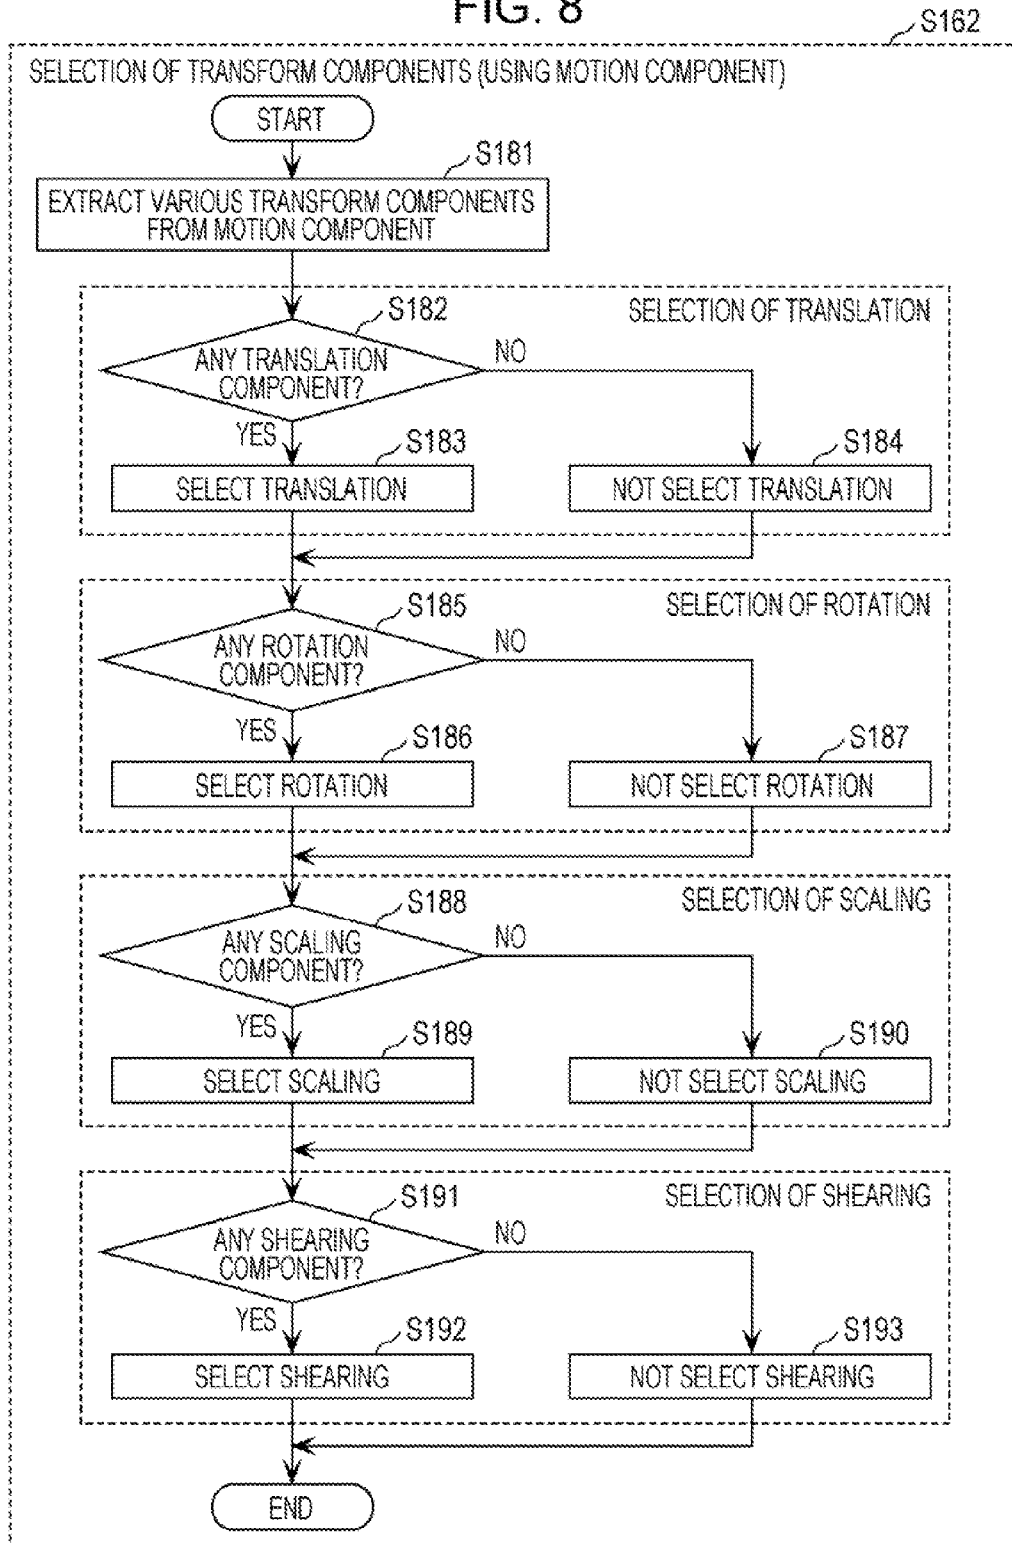 FIG. 8
S162
SELECTION OF TRANSFORM COMPONENTS (USING MOTION COMPONENT)
START
S181
EXTRACT VARIOUS TRANSFORM COMPONENTS
FROM MOTION COMPONENT
SELECTION OF TRANSLATION
S182
ANY TRANSLATION
COMPONENT?
NO
YES
S183
SELECT TRANSLATION
S184
NOT SELECT TRANSLATION
SELECTION OF ROTATION
S185
ANY ROTATION
COMPONENT?
NO
YES
S186
SELECT ROTATION
S187
NOT SELECT ROTATION
SELECTION OF SCALING
S188
ANY SCALING
COMPONENT?
NO
YES
S189
SELECT SCALING
S190
NOT SELECT SCALING
SELECTION OF SHEARING
S191
ANY SHEARING
COMPONENT?
NO
YES
S192
SELECT SHEARING
S193
NOT SELECT SHEARING
END